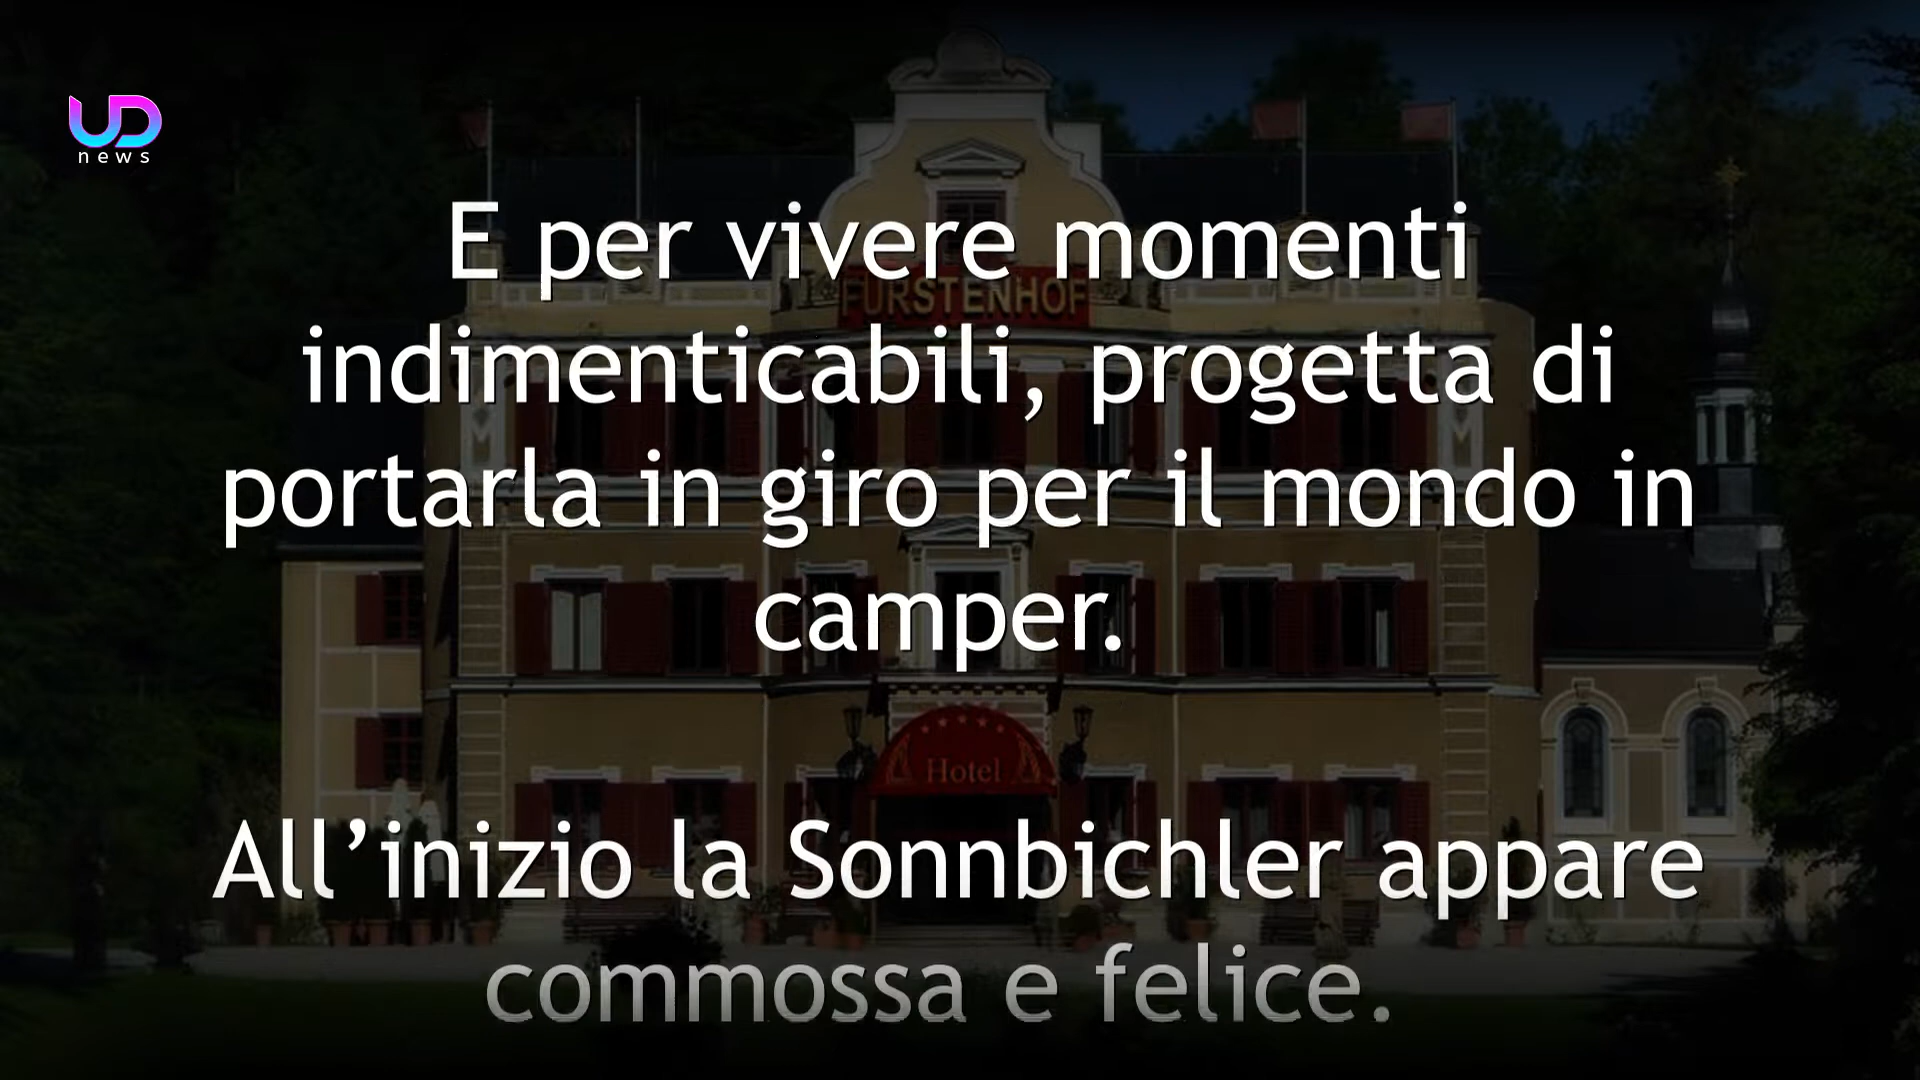 UD
news
E per vivere momenti
FÜRSTENHOF
indimenticabili, progetta di
portarla in giro per il mondo in
camper.
Hotel
All’inizio la Sonnbichler appare
commossa e felice.